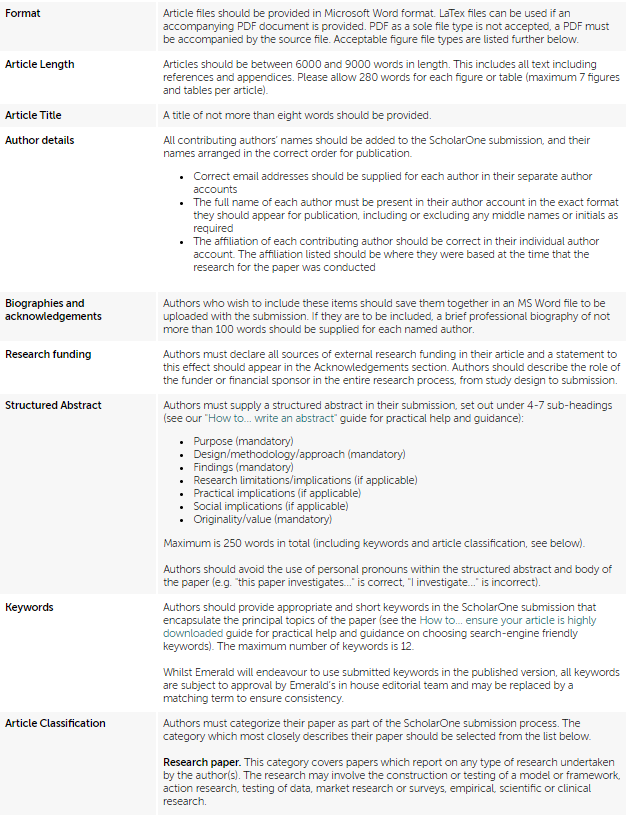 Format
Article files should be provided in Microsoft Word format. LaTex files can be used if an
accompanying PDF document is provided. PDF as a sole file type is not accepted, a PDF must
be accompanied by the source file. Acceptable figure file types are listed further below.
Article Length
Articles should be between 6000 and 9000 words in length. This includes all text including
references and appendices. Please allow 280 words for each figure or table (maximum 7 figures
and tables per article).
Article Title
A title of not more than eight words should be provided.
Author details
All contributing authors' names should be added to the ScholarOne submission, and their
names arranged in the correct order for publication.
• Correct email addresses should be supplied for each author in their separate author
accounts
• The full name of each author must be present in their author account in the exact format
they should appear for publication, including or excluding any middle names or initials as
required
• The affiliation of each contributing author should be correct in their individual author
account. The affiliation listed should be where they were based at the time that the
research for the paper was conducted
Biographies and
acknowledgements
Authors who wish to include these items should save them together in an MS Word file to be
uploaded with the submission. If they are to be included, a brief professional biography of not
more than 100 words should be supplied for each named author.
Research funding
Authors must declare all sources of external research funding in their article and a statement to
this effect should appear in the Acknowledgements section. Authors should describe the role of
the funder or financial sponsor in the entire research process, from study design to submission.
Structured Abstract
Authors must supply a structured abstract in their submission, set out under 4-7 sub-headings
(see our "How to... write an abstract" guide for practical help and guidance):
• Purpose (mandatory)
• Design/methodology/approach (mandatory)
• Findings (mandatory)
• Research limitations/implications (if applicable)
• Practical implications (if applicable)
• Social implications (if applicable)
• Originality/value (mandatory)
Maximum is 250 words in total (including keywords and article classification, see below).
Authors should avoid the use of personal pronouns within the structured abstract and body of
the paper (e.g. "this paper investigates..." is correct, "I investigate..." is incorrect).
Keywords
Authors should provide appropriate and short keywords in the ScholarOne submission that
encapsulate the principal topics of the paper (see the How to... ensure your article is highly
downloaded guide for practical help and guidance on choosing search-engine friendly
keywords). The maximum number of keywords is 12.
Whilst Emerald will endeavour to use submitted keywords in the published version, all keywords
are subject to approval by Emerald's in house editorial team and may be replaced by a
matching term to ensure consistency.
Article Classification
Authors must categorize their paper as part of the ScholarOne submission process. The
category which most closely describes their paper should be selected from the list below.
Research paper. This category covers papers which report on any type of research undertaken
by the author(s). The research may involve the construction or testing of a model or framework,
action research, testing of data, market research or surveys, empirical, scientific or clinical
research.